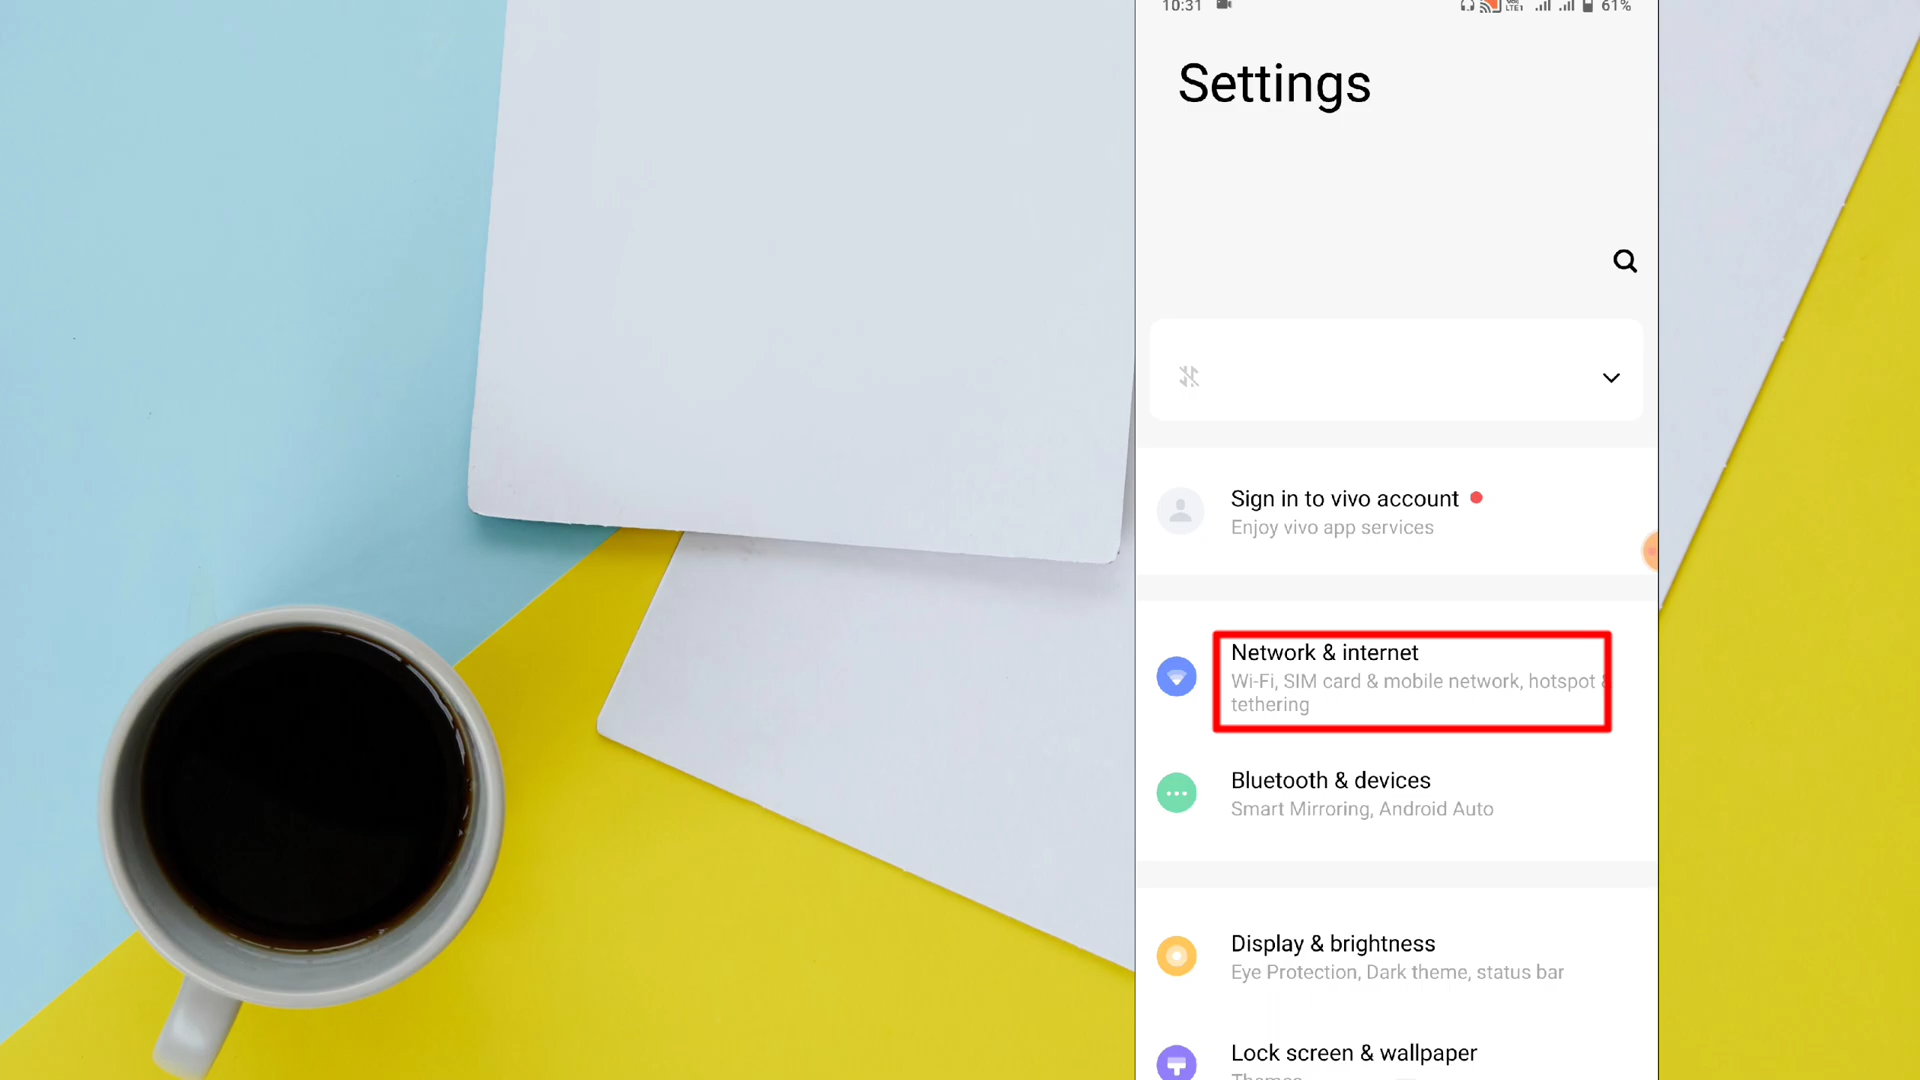 10:31 61%
Settings
Sign in to vivo account
Enjoy vivo app services
Network & internet
Wi-Fi, SIM card & mobile network, hotspot &
tethering
Bluetooth & devices
Smart Mirroring, Android Auto
Display & brightness
Eye Protection, Dark theme, status bar
Lock screen & wallpaper
Themes